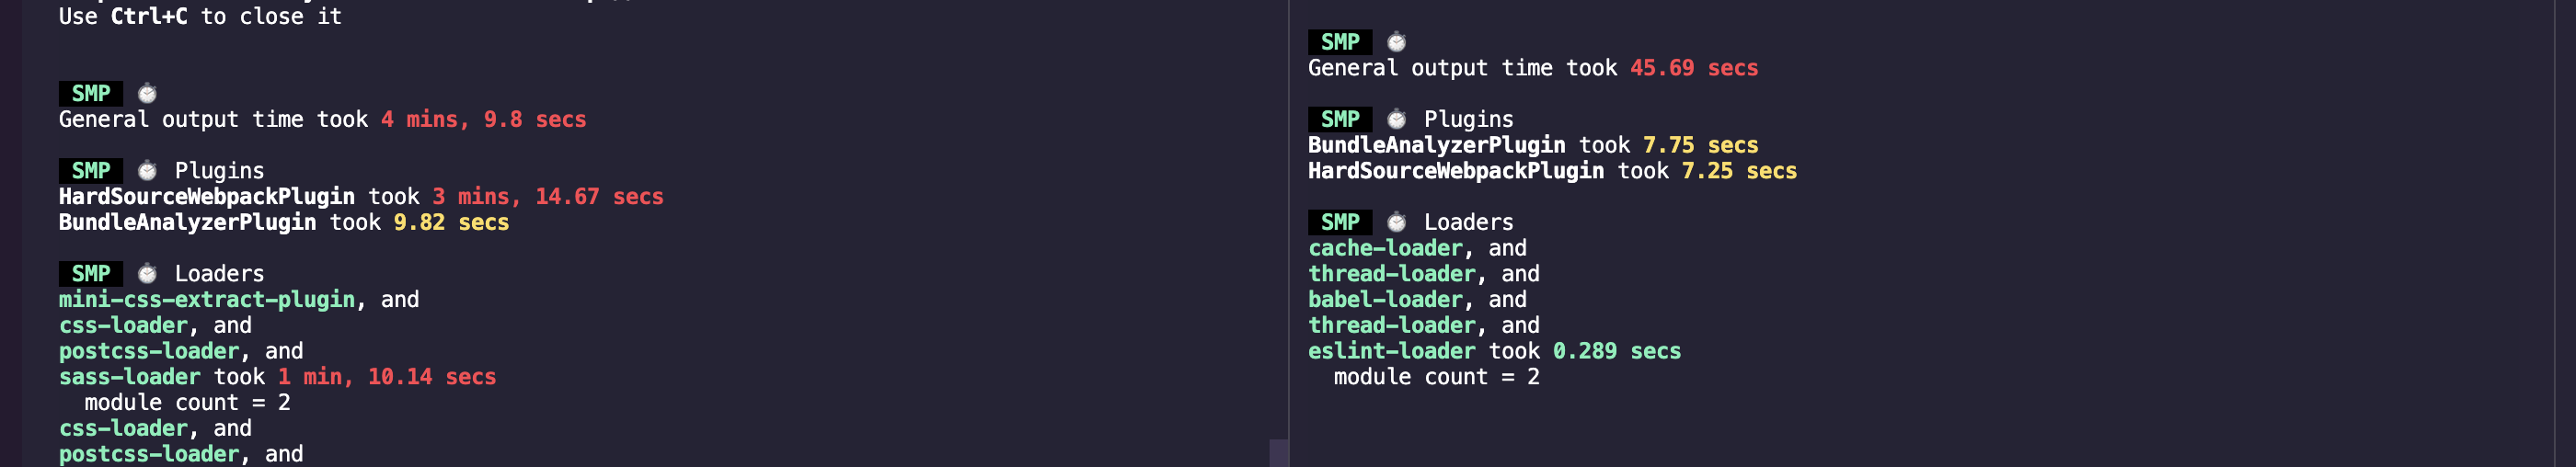 Use Ctrl+C to close it
SMP ⏱
General output time took 4 mins, 9.8 secs
SMP ⏱ Plugins
HardSourceWebpackPlugin took 3 mins, 14.67 secs
BundleAnalyzerPlugin took 9.82 secs
SMP ⏱ Loaders
mini-css-extract-plugin, and
css-loader, and
postcss-loader, and
sass-loader took 1 min, 10.14 secs
module count = 2
css-loader, and
postcss-loader, and
SMP ⏱
General output time took 45.69 secs
SMP ⏱ Plugins
BundleAnalyzerPlugin took 7.75 secs
HardSourceWebpackPlugin took 7.25 secs
SMP ⏱ Loaders
cache-loader, and
thread-loader, and
babel-loader, and
thread-loader, and
eslint-loader took 0.289 secs
module count = 2